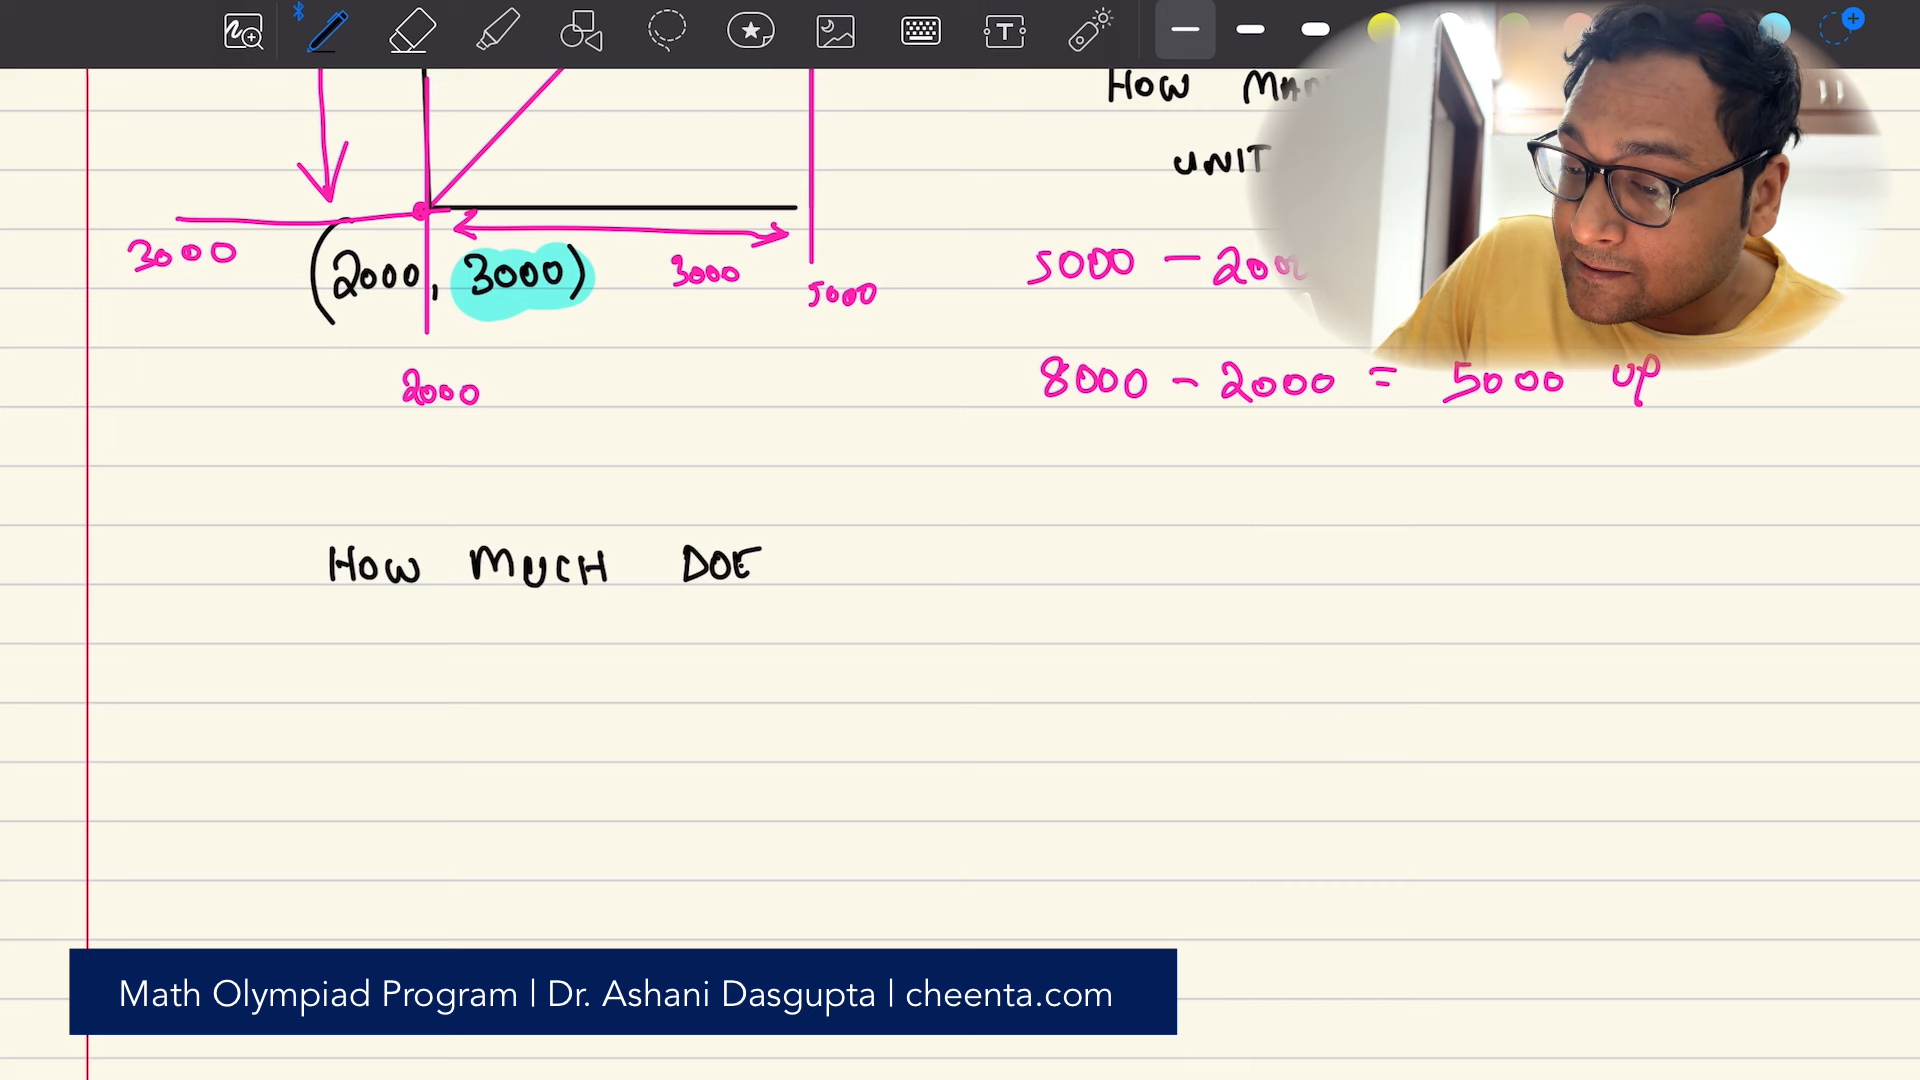 HOW
UNIT
3000
(2000, 3000)
3000
5000
5000 -
2000
8000 - 2000 = 5000 up
HOW MUCH DOE
Math Olympiad Program | Dr. Ashani Dasgupta | cheenta.com